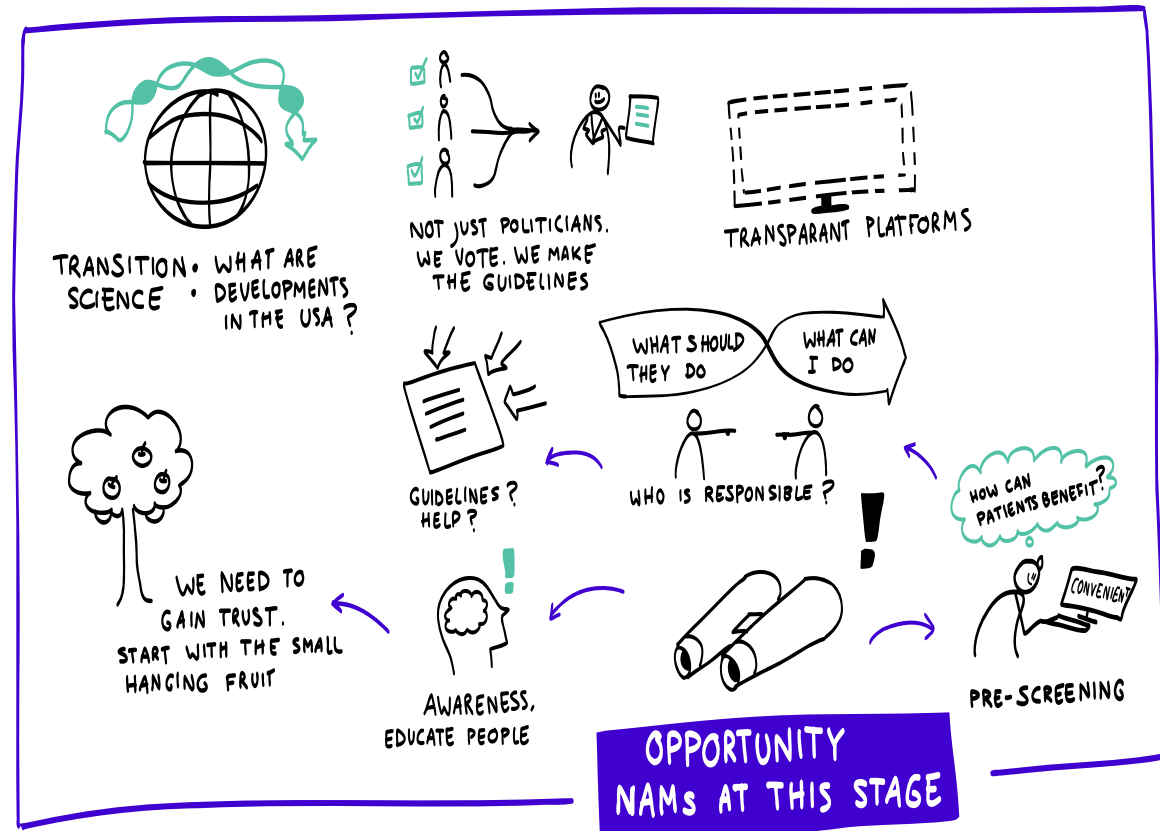 TRANSITION
SCIENCE
• WHAT ARE
• DEVELOPMENTS
IN THE USA?
NOT JUST POLITICIANS.
WE VOTE. WE MAKE
THE GUIDELINES
TRANSPARANT PLATFORMS
WHAT SHOULD
THEY DO
WHAT CAN
I DO
GUIDELINES?
HELP?
WHO IS RESPONSIBLE?
!
HOW CAN
PATIENTS BENEFIT?
CONVENIENT
PRE-SCREENING
!
WE NEED TO
GAIN TRUST.
START WITH THE SMALL
HANGING FRUIT
AWARENESS,
EDUCATE PEOPLE
OPPORTUNITY
NAMs AT THIS STAGE